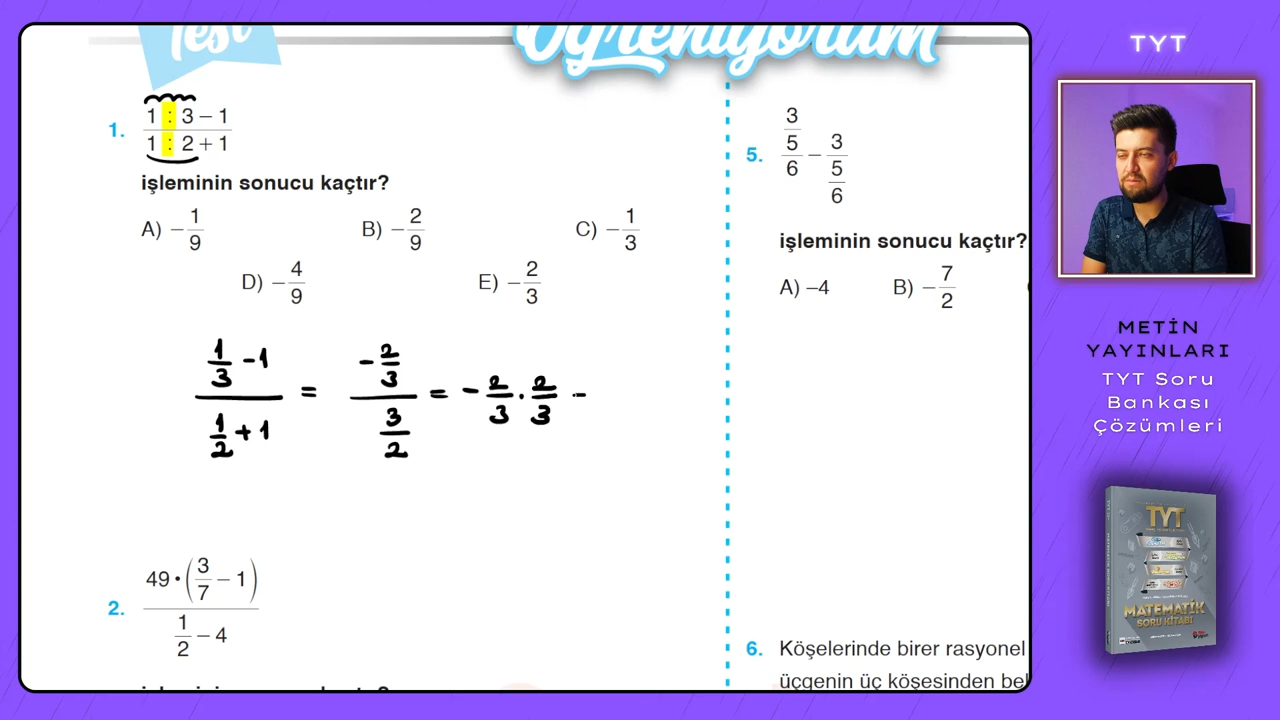 Test
Öğreniyorum
TYT
1. (1 : 3 − 1) / (1 : 2 + 1)
işleminin sonucu kaçtır?
A) −1/9 B) −2/9 C) −1/3
D) −4/9 E) −2/3
(1/3 − 1) / (1/2 + 1) = (−2/3) / (3/2) = −2/3 · 2/3 −
2. 49 • (3/7 − 1) / (1/2 − 4)
5. 3/5/6 − 3/5/6
işleminin sonucu kaçtır?
A) –4 B) −7/2
6. Köşelerinde birer rasyonel
üçgenin üç köşesinden
METİN
YAYINLARI
TYT Soru
Bankası
Çözümleri
TYT
MATEMATİK
SORU KİTABI